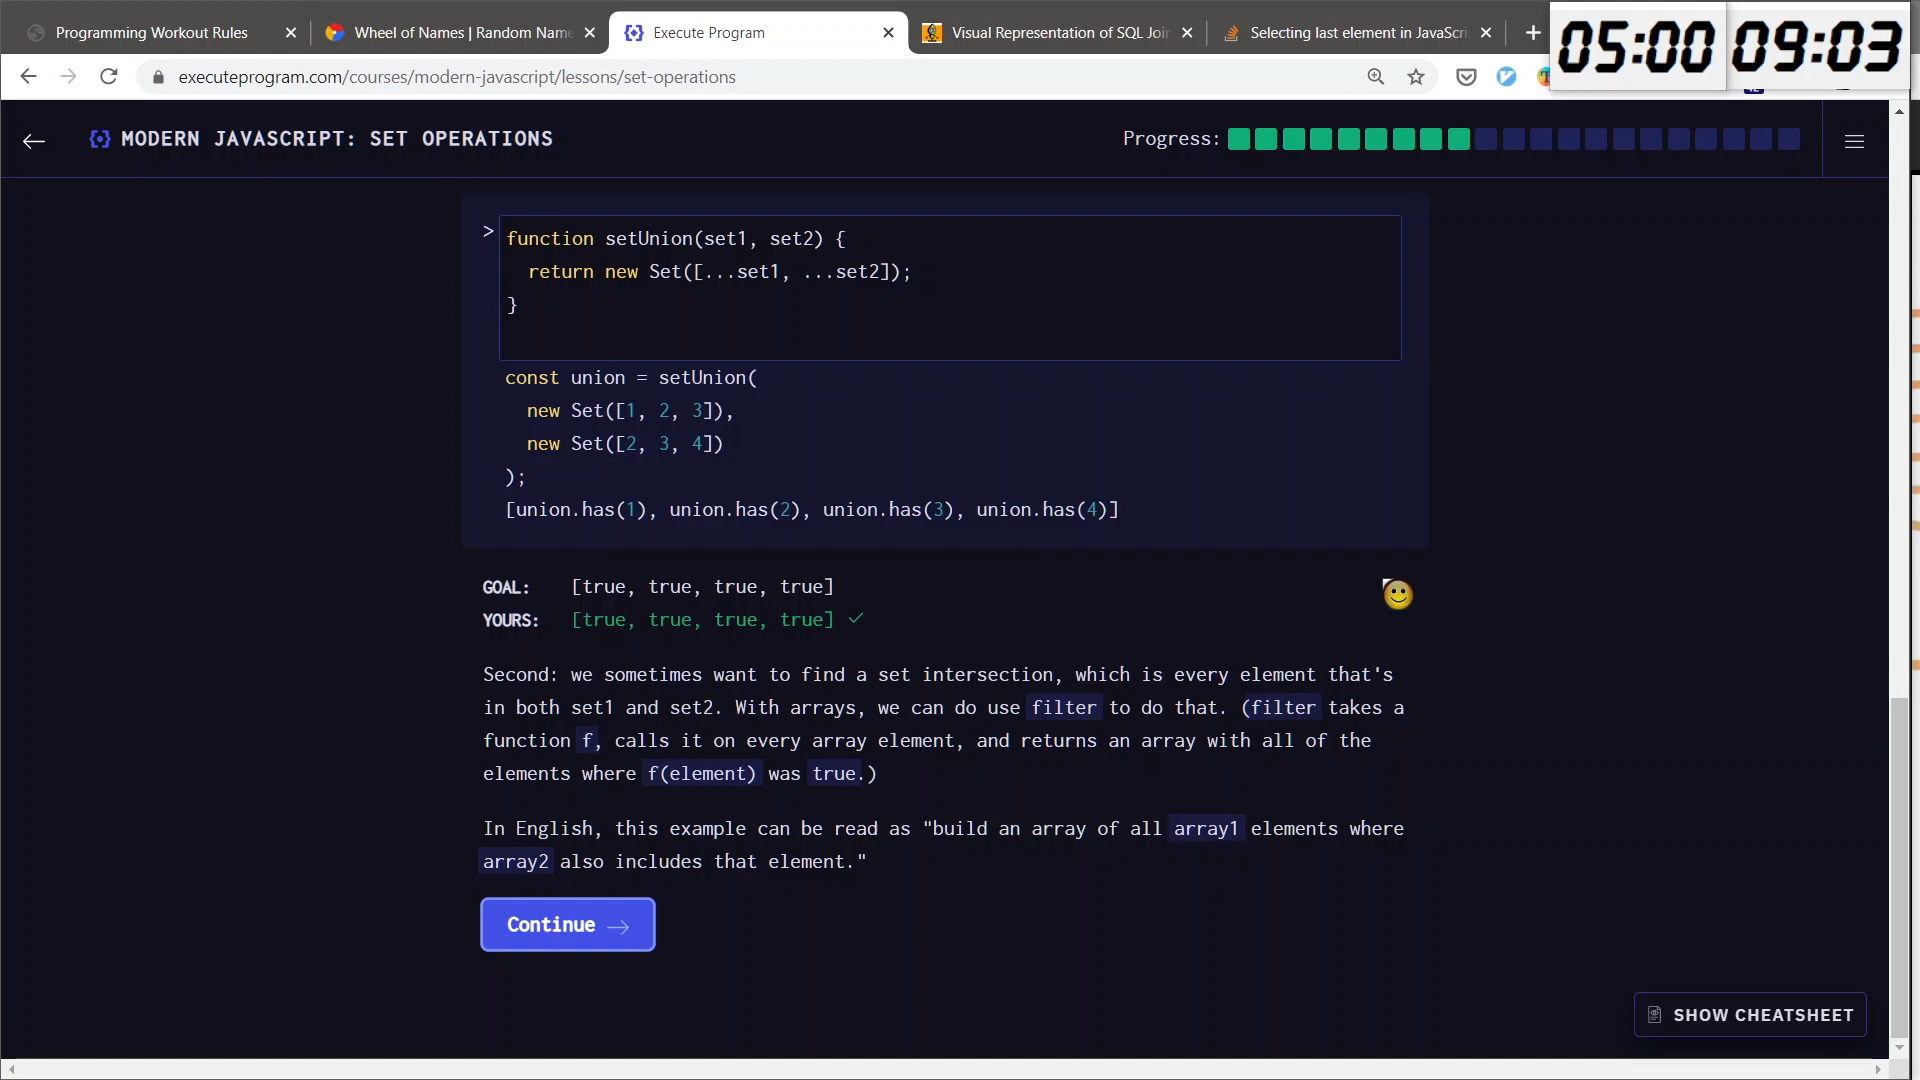 Programming Workout Rules
Wheel of Names | Random Name
Execute Program
Visual Representation of SQL Join
Selecting last element in JavaScri
05:00
09:03
executeprogram.com/courses/modern-javascript/lessons/set-operations
MODERN JAVASCRIPT: SET OPERATIONS
Progress:
> function setUnion(set1, set2) {
return new Set([...set1, ...set2]);
}
const union = setUnion(
new Set([1, 2, 3]),
new Set([2, 3, 4])
);
[union.has(1), union.has(2), union.has(3), union.has(4)]
GOAL: [true, true, true, true]
YOURS: [true, true, true, true]
Second: we sometimes want to find a set intersection, which is every element that's
in both set1 and set2. With arrays, we can do use filter to do that. (filter takes a
function f, calls it on every array element, and returns an array with all of the
elements where f(element) was true.)
In English, this example can be read as "build an array of all array1 elements where
array2 also includes that element."
Continue
SHOW CHEATSHEET